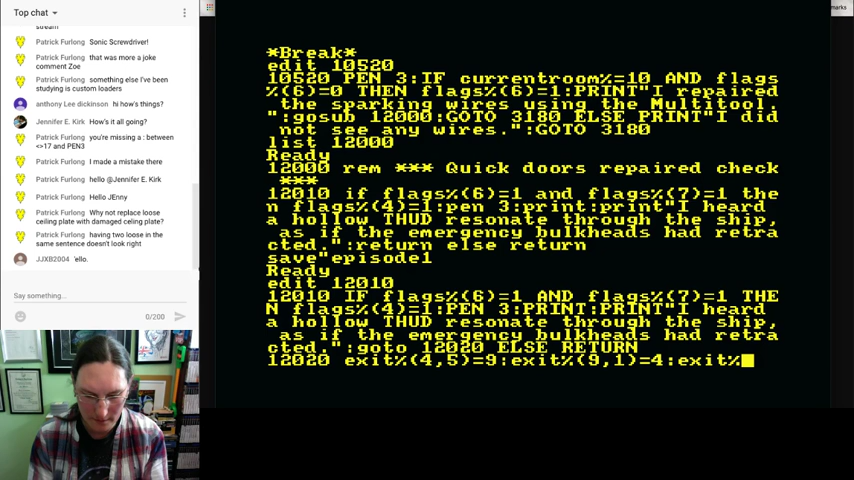 Top chat
stream
Patrick Furlong Sonic Screwdriver!
Patrick Furlong that was more a joke
comment Zoe
Patrick Furlong something else I've been
studying is custom loaders
anthony Lee dickinson hi how's things?
Jennifer E. Kirk How's it all going?
Patrick Furlong you're missing a : between
<>17 and PEN3
Patrick Furlong I made a mistake there
Patrick Furlong hello @Jennifer E. Kirk
Patrick Furlong Hello JEnny
Patrick Furlong Why not replace loose
ceiling plate with damaged celing plate?
Patrick Furlong having two loose in the
same sentence doesn't look right
JJXB2004 'ello.
Say something...
0/200
marks
*Break*
edit 10520
10520 PEN 3:IF currentroom%=10 AND flags
%(6)=0 THEN flags%(6)=1:PRINT"I repaired
the sparking wires using the Multitool.
":gosub 12000:GOTO 3180 ELSE PRINT"I did
not see any wires.":GOTO 3180
list 12000
Ready
12000 rem *** Quick doors repaired check
***
12010 if flags%(6)=1 and flags%(7)=1 the
n flags%(4)=1:pen 3:print:print"I heard
a hollow THUD resonate through the ship,
as if the emergency bulkheads had retra
cted.":return else return
save"episode1
Ready
edit 12010
12010 IF flags%(6)=1 AND flags%(7)=1 THE
N flags%(4)=1:PEN 3:PRINT:PRINT"I heard
a hollow THUD resonate through the ship,
as if the emergency bulkheads had retra
cted.":goto 12020 ELSE RETURN
12020 exit%(4,5)=9:exit%(9,1)=4:exit%